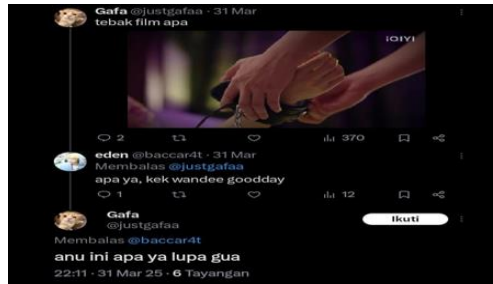 Gafa @justgafaa · 31 Mar
tebak film apa
iQIYI
2 370
eden @baccar4t · 31 Mar
Membalas @justgafaa
apa ya, kek wandee goodday
1 12
Gafa
@justgafaa
Ikuti
Membalas @baccar4t
anu ini apa ya lupa gua
22:11 · 31 Mar 25 · 6 Tayangan